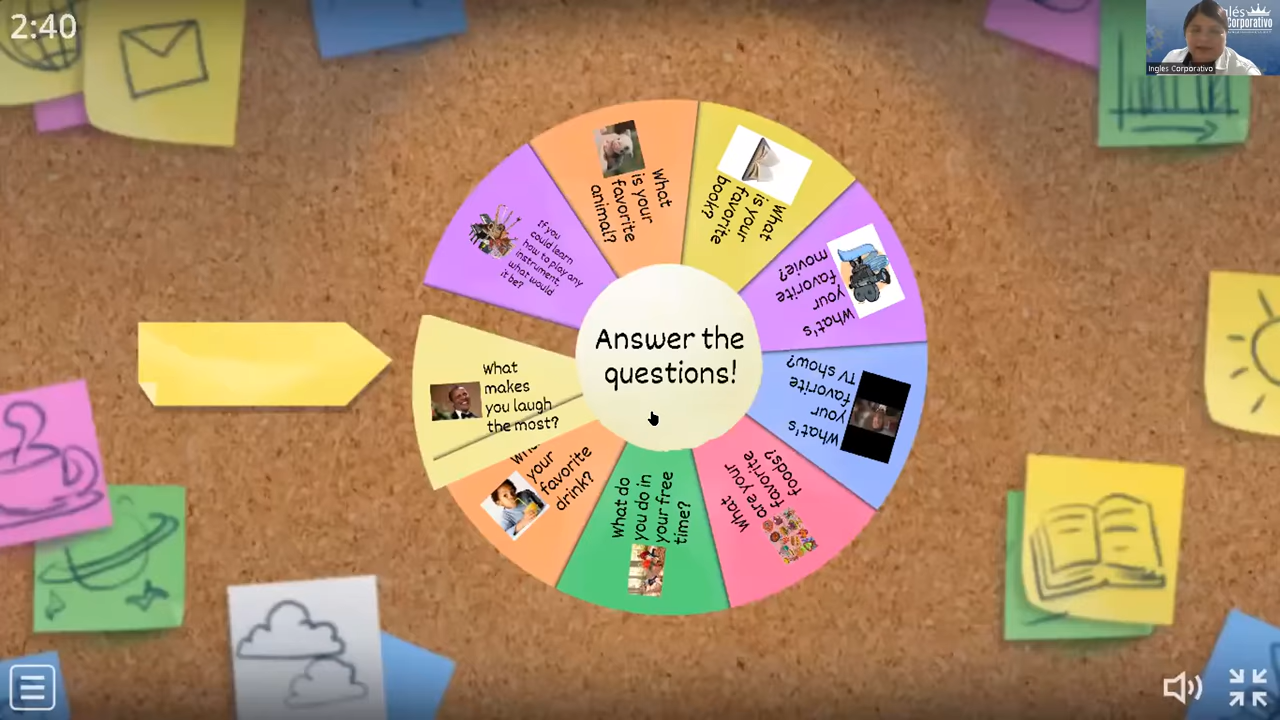 2:40
glés
Corporativo
Ingles Corporativo
What
is your
favorite
animal?
What
is your
favorite
book?
If you
could learn
how to play any
instrument,
what would
it be?
What's
your
favorite
movie?
Answer the
questions!
What's
your
favorite
TV show?
What
makes
you laugh
the most?
your
favorite
drink?
What do
you do in
your free
time?
What
are your
favorite
foods?